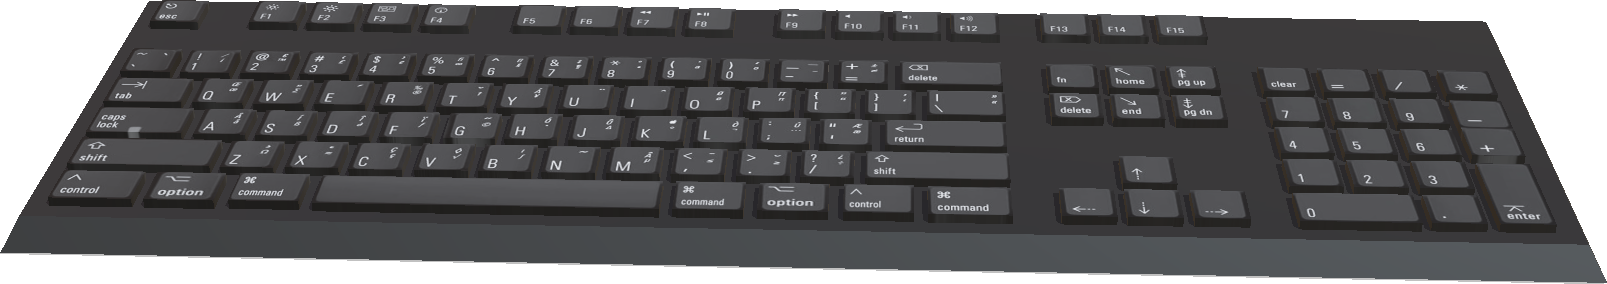 esc F1 F2 F3 F4 F5 F6 F7 F8 F9 F10 F11 F12 F13 F14 F15
~ ` ! 1 @ 2 # 3 $ 4 % 5 ^ 6 & 7 * 8 ( 9 ) 0 — - + = delete fn home pg up clear = / *
tab Q W E R T Y U I O P { [ } ] | \ delete end pg dn 7 8 9 —
caps lock A S D F G H J K L : ; " ' return 4 5 6 +
shift Z X C V B N M < , > . ? / shift ↑ 1 2 3
control option ⌘ command ⌘ command option control ⌘ command ← ↓ → 0 . enter